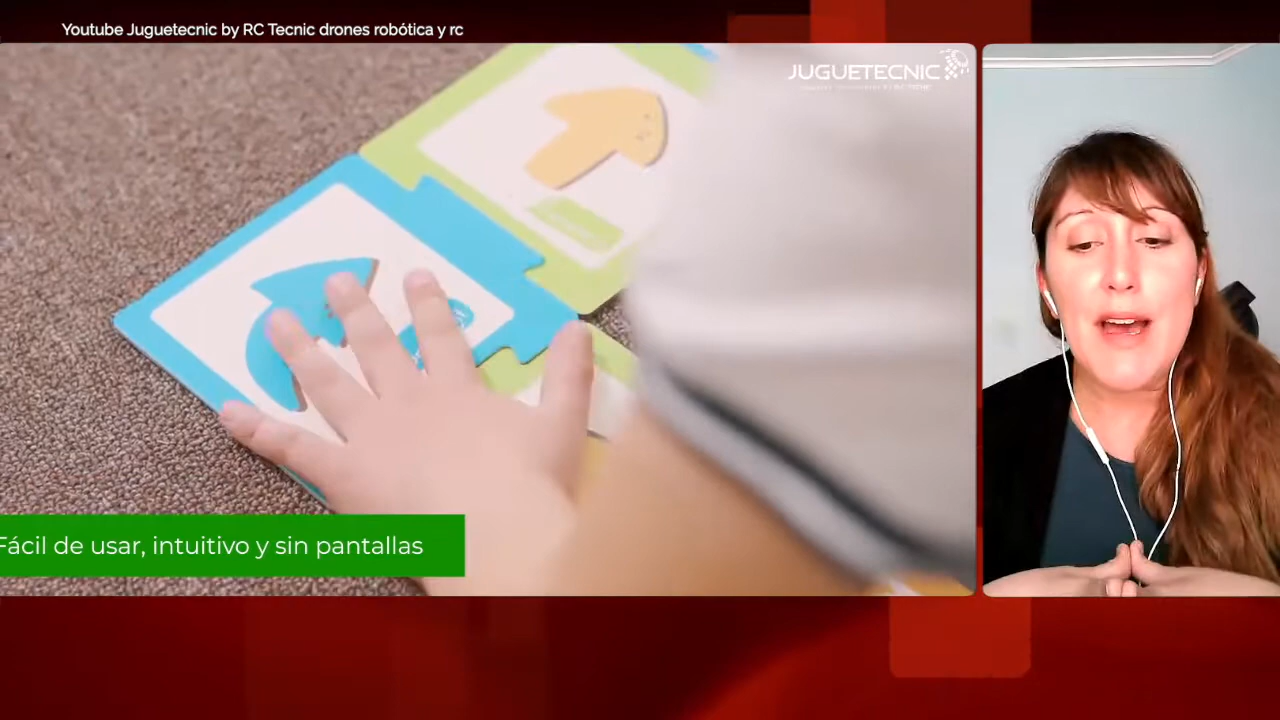 Youtube Juguetecnic by RC Tecnic drones robótica y rc
JUGUETECNIC
Fácil de usar, intuitivo y sin pantallas